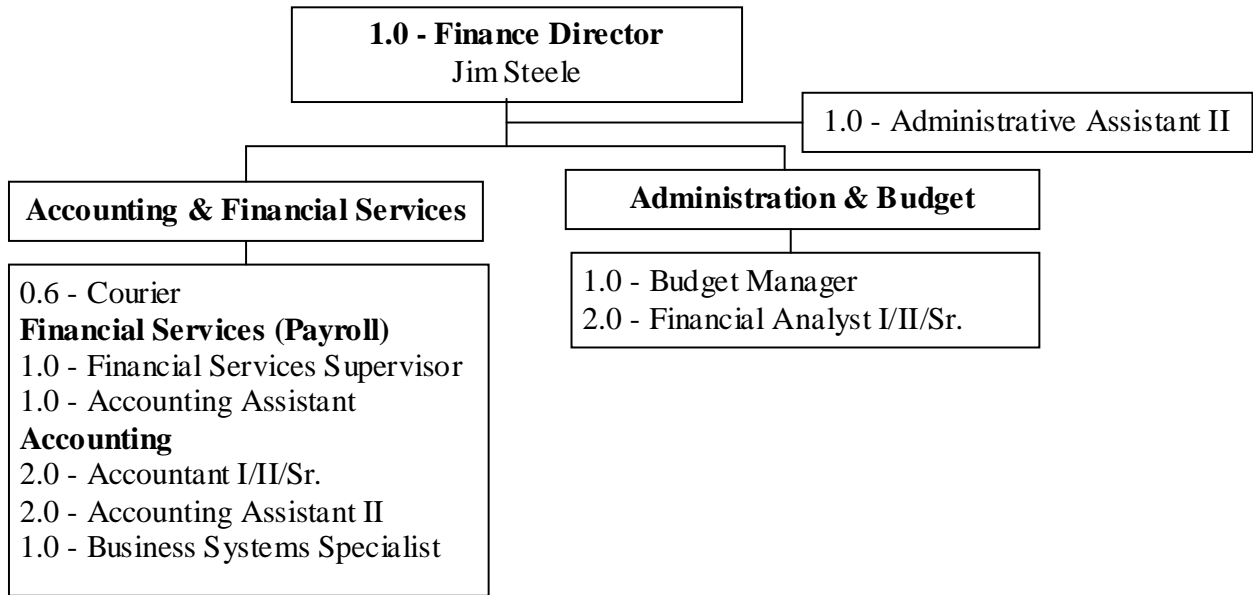 1.0 - Finance Director
Jim Steele
1.0 - Administrative Assistant II
Accounting & Financial Services
Administration & Budget
0.6 - Courier
Financial Services (Payroll)
1.0 - Financial Services Supervisor
1.0 - Accounting Assistant
Accounting
2.0 - Accountant I/II/Sr.
2.0 - Accounting Assistant II
1.0 - Business Systems Specialist
1.0 - Budget Manager
2.0 - Financial Analyst I/II/Sr.